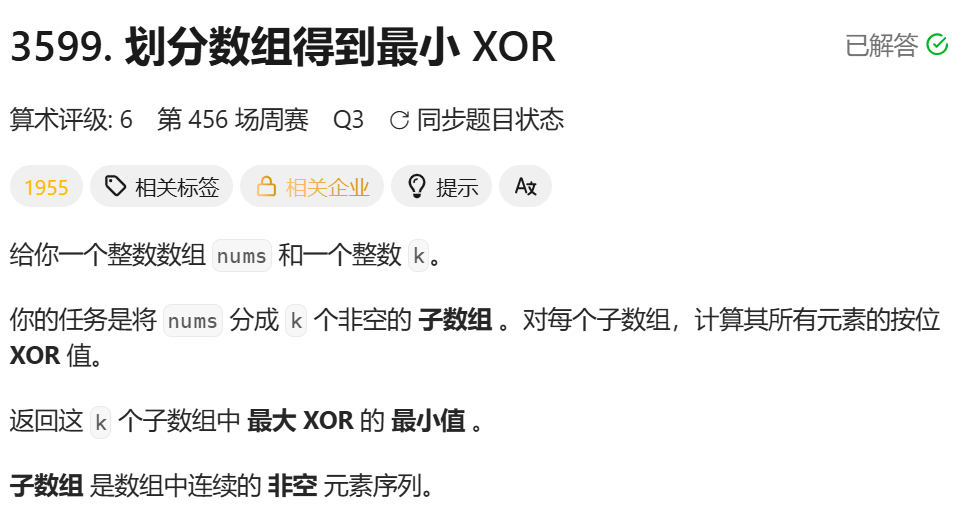 3599. 划分数组得到最小 XOR
已解答
算术评级: 6 第 456 场周赛 Q3 同步题目状态
1955 相关标签 相关企业 提示
给你一个整数数组 nums 和一个整数 k。
你的任务是将 nums 分成 k 个非空的 子数组 。对每个子数组，计算其所有元素的按位
XOR 值。
返回这 k 个子数组中 最大 XOR 的 最小值 。
子数组 是数组中连续的 非空 元素序列。